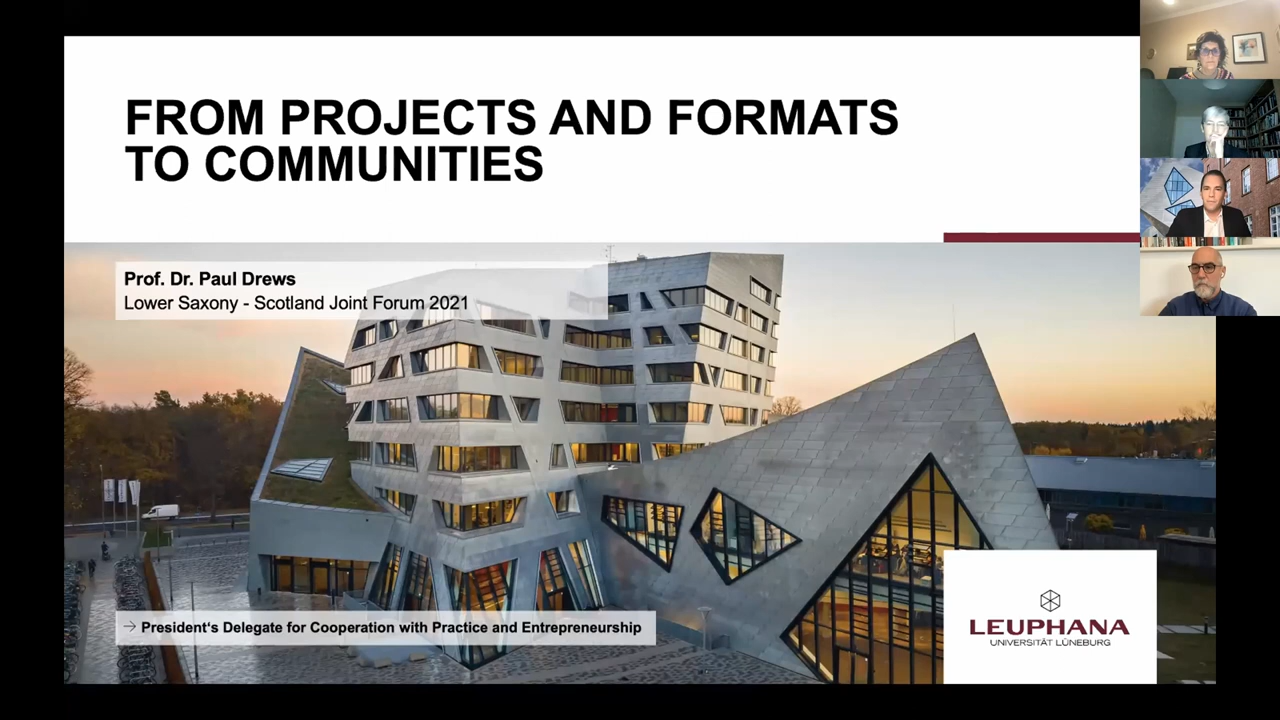 FROM PROJECTS AND FORMATS
TO COMMUNITIES
Prof. Dr. Paul Drews
Lower Saxony - Scotland Joint Forum 2021
→ President‘s Delegate for Cooperation with Practice and Entrepreneurship
LEUPHANA
UNIVERSITÄT LÜNEBURG